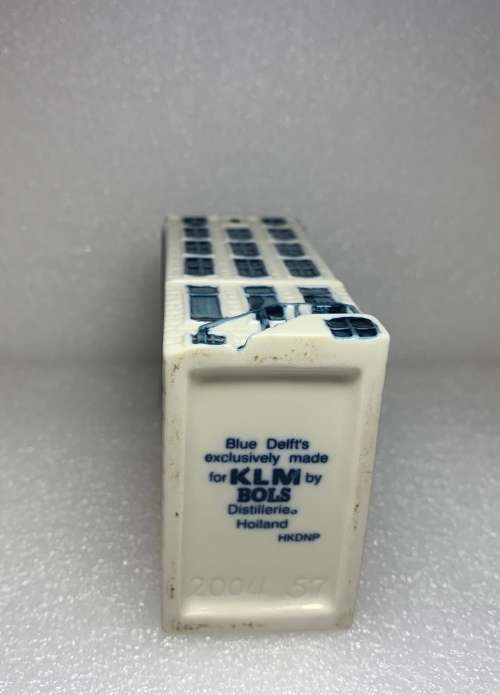 Blue Delft's
exclusively made
for KLM by
BOLS
Distilleries
Holland
HKDNP
2004 57